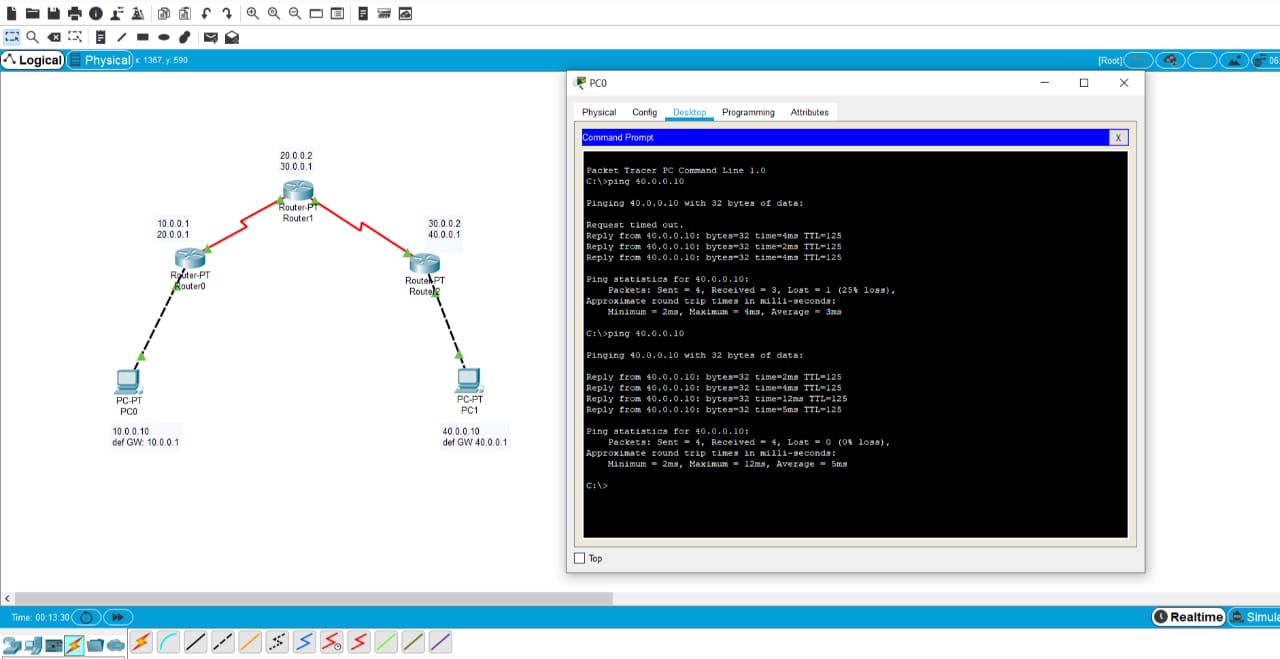 Logical
Physical
x: 1367, y: 590
[Root]
06:
20.0.0.2
30.0.0.1
Router-PT
Router1
10.0.0.1
20.0.0.1
Router-PT
Router0
30.0.0.2
40.0.0.1
Router-PT
Router2
PC-PT
PC0
10.0.0.10
def GW: 10.0.0.1
PC-PT
PC1
40.0.0.10
def GW 40.0.0.1
PC0
Physical Config Desktop Programming Attributes
Command Prompt
X
Packet Tracer PC Command Line 1.0
C:\>ping 40.0.0.10
Pinging 40.0.0.10 with 32 bytes of data:
Request timed out.
Reply from 40.0.0.10: bytes=32 time=4ms TTL=125
Reply from 40.0.0.10: bytes=32 time=2ms TTL=125
Reply from 40.0.0.10: bytes=32 time=4ms TTL=125
Ping statistics for 40.0.0.10:
Packets: Sent = 4, Received = 3, Lost = 1 (25% loss),
Approximate round trip times in milli-seconds:
Minimum = 2ms, Maximum = 4ms, Average = 3ms
C:\>ping 40.0.0.10
Pinging 40.0.0.10 with 32 bytes of data:
Reply from 40.0.0.10: bytes=32 time=2ms TTL=125
Reply from 40.0.0.10: bytes=32 time=4ms TTL=125
Reply from 40.0.0.10: bytes=32 time=12ms TTL=125
Reply from 40.0.0.10: bytes=32 time=5ms TTL=125
Ping statistics for 40.0.0.10:
Packets: Sent = 4, Received = 4, Lost = 0 (0% loss),
Approximate round trip times in milli-seconds:
Minimum = 2ms, Maximum = 12ms, Average = 5ms
C:\>
Top
Time: 00:13:30
Realtime
Simula